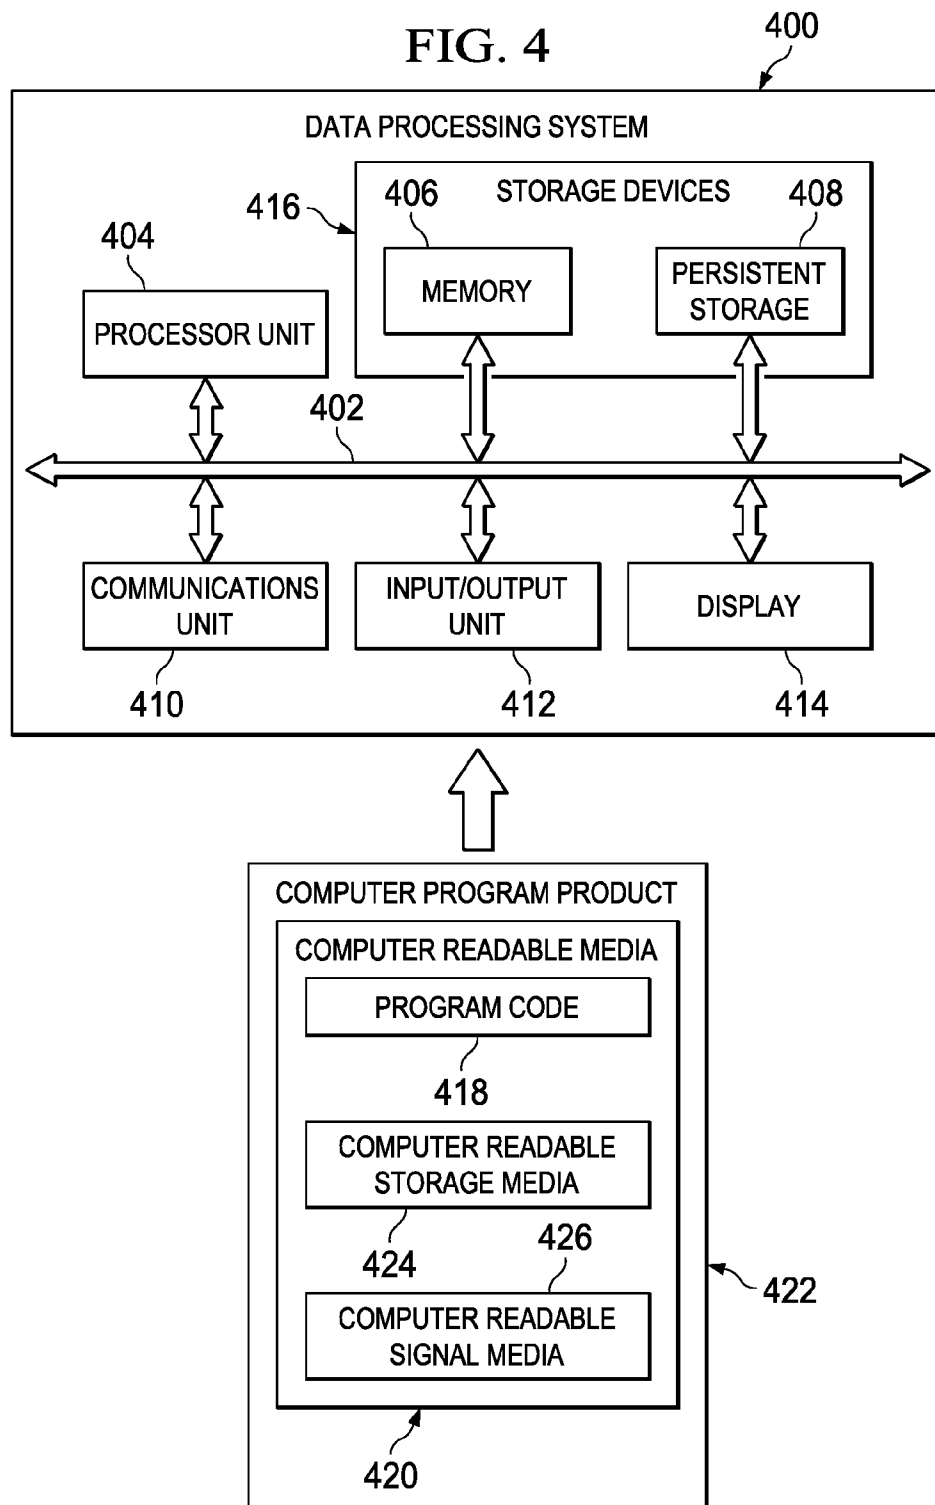 FIG. 4
400
DATA PROCESSING SYSTEM
STORAGE DEVICES
416
406
408
404
MEMORY
PERSISTENT
STORAGE
PROCESSOR UNIT
402
COMMUNICATIONS
UNIT
INPUT/OUTPUT
UNIT
DISPLAY
410
412
414
COMPUTER PROGRAM PRODUCT
COMPUTER READABLE MEDIA
PROGRAM CODE
418
COMPUTER READABLE
STORAGE MEDIA
424
426
422
COMPUTER READABLE
SIGNAL MEDIA
420